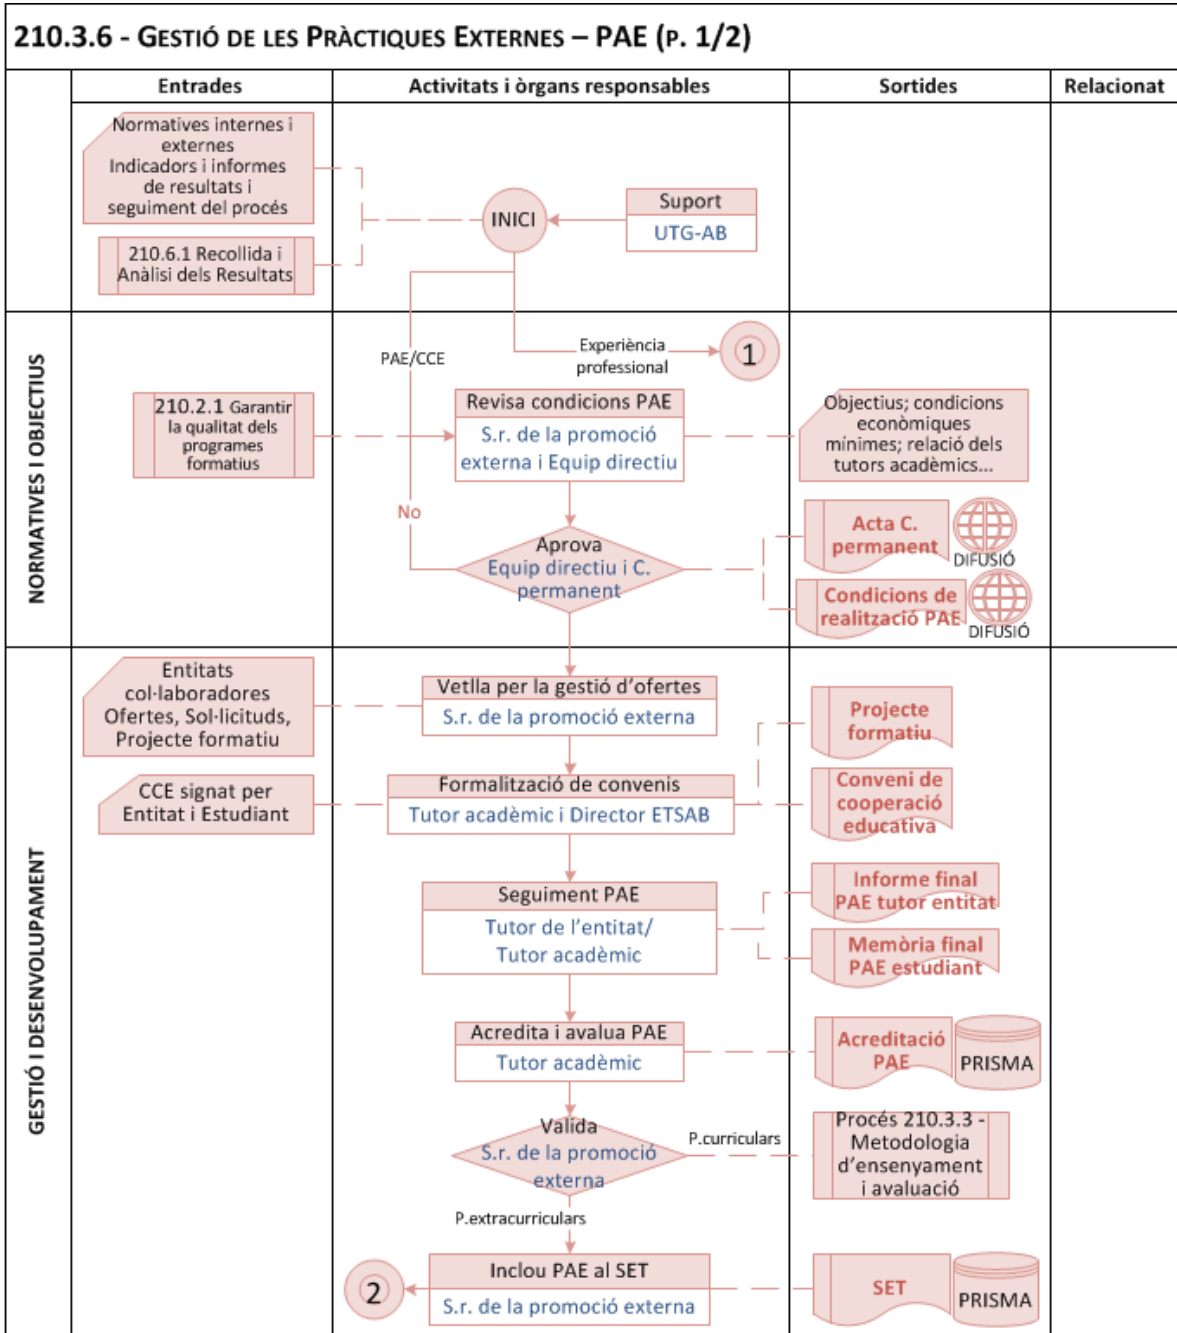 210.3.6 - GESTIÓ DE LES PRÀCTIQUES EXTERNES – PAE (P. 1/2)
Entrades
Activitats i òrgans responsables
Sortides
Relacionat
Normatives internes i
externes
Indicadors i informes
de resultats i
seguiment del procés
210.6.1 Recollida i
Anàlisi dels Resultats
INICI
Suport
UTG-AB
NORMATIVES I OBJECTIUS
PAE/CCE
Experiència
professional
1
210.2.1 Garantir
la qualitat dels
programes
formatius
Revisa condicions PAE
S.r. de la promoció
externa i Equip directiu
Objectius; condicions
econòmiques
mínimes; relació dels
tutors acadèmics...
No
Aprova
Equip directiu i C.
permanent
Acta C.
permanent
DIFUSIÓ
Condicions de
realització PAE
DIFUSIÓ
GESTIÓ I DESENVOLUPAMENT
Entitats
col·laboradores
Ofertes, Sol·licituds,
Projecte formatiu
Vetlla per la gestió d’ofertes
S.r. de la promoció externa
Projecte
formatiu
CCE signat per
Entitat i Estudiant
Formalització de convenis
Tutor acadèmic i Director ETSAB
Conveni de
cooperació
educativa
Seguiment PAE
Tutor de l’entitat/
Tutor acadèmic
Informe final
PAE tutor entitat
Memòria final
PAE estudiant
Acredita i avalua PAE
Tutor acadèmic
Acreditació
PAE
PRISMA
Valida
S.r. de la promoció
externa
P.curriculars
Procés 210.3.3 -
Metodologia
d’ensenyament
i avaluació
P.extracurriculars
2
Inclou PAE al SET
S.r. de la promoció externa
SET
PRISMA